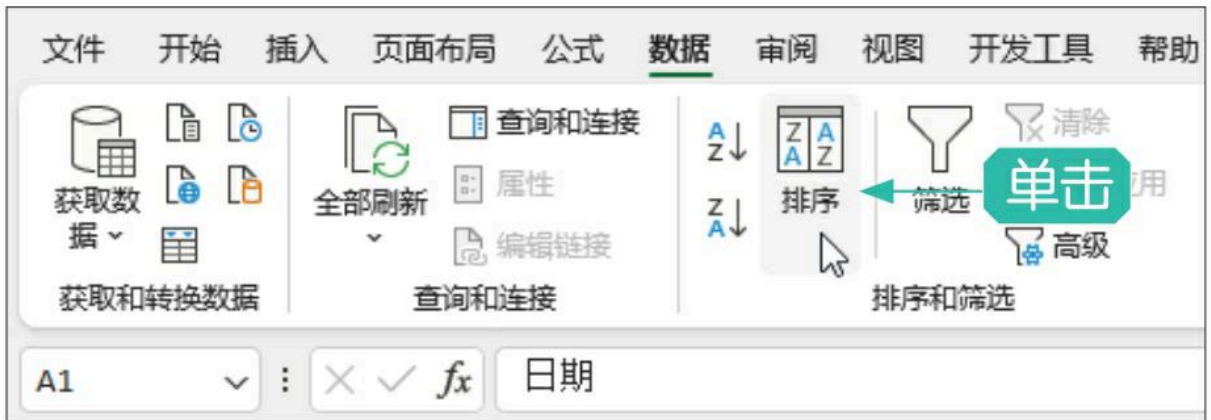 文件 开始 插入 页面布局 公式 数据 审阅 视图 开发工具 帮助
查询和连接
清除
获取数
据
全部刷新
属性
排序
筛选
单击
用
编辑链接
高级
获取和转换数据 查询和连接 排序和筛选
A1 fx 日期